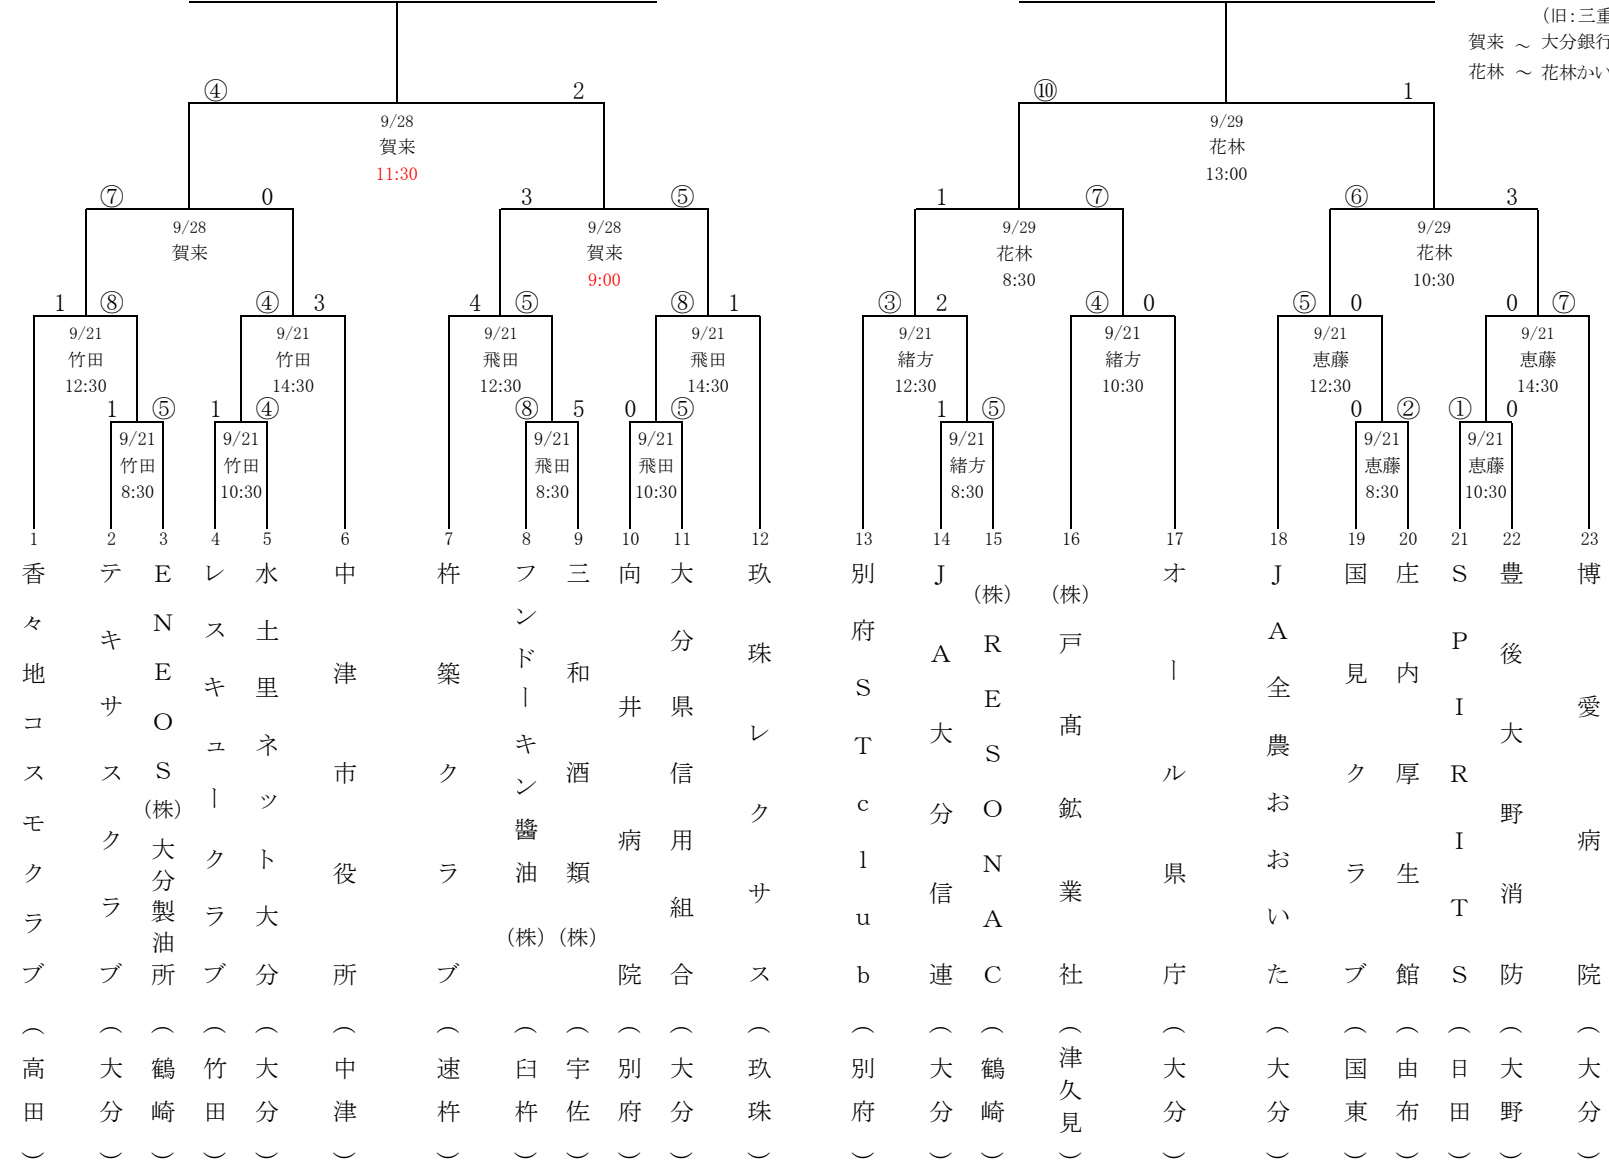 (旧:三重
賀来 ～ 大分銀行
花林 ～ 花林かい
④ 2 ⑩ 1
9/28 9/29
賀来 花林
11:30 13:00
⑦ 0 3 ⑤ 1 ⑦ ⑥ 3
9/28 9/28 9/29 9/29
賀来 賀来 花林 花林
9:00 8:30 10:30
1 ⑧ ④ 3 4 ⑤ ⑧ 1 ③ 2 ④ 0 ⑤ 0 0 ⑦
9/21 9/21 9/21 9/21 9/21 9/21 9/21 9/21
竹田 竹田 飛田 飛田 緒方 緒方 恵藤 恵藤
12:30 14:30 12:30 14:30 12:30 10:30 12:30 14:30
1 ⑤ 1 ④ ⑧ 5 0 ⑤ 1 ⑤ 0 ② ① 0
9/21 9/21 9/21 9/21 9/21 9/21 9/21
竹田 竹田 飛田 飛田 緒方 恵藤 恵藤
8:30 10:30 8:30 10:30 8:30 8:30 10:30
1 2 3 4 5 6 7 8 9 10 11 12 13 14 15 16 17 18 19 20 21 22 23
香々地コスモクラブ(高田)
テキサスクラブ(大分)
ENEOS(株)大分製油所(鶴崎)
レスキュークラブ(竹田)
水土里ネット大分(大分)
中津市役所(中津)
杵築クラブ(速杵)
フンドーキン醬油(株)(臼杵)
三和酒類(株)(宇佐)
向井病院(別府)
大分県信用組合(大分)
玖珠レクサス(玖珠)
別府STclub(別府)
JA大分信連(大分)
(株)RESONAC(鶴崎)
(株)戸髙鉱業社(津久見)
オール県庁(大分)
JA全農おおいた(大分)
国見クラブ(国東)
庄内厚生館(由布)
SPIRITS(日田)
豊後大野消防(大野)
博愛病院(大分)